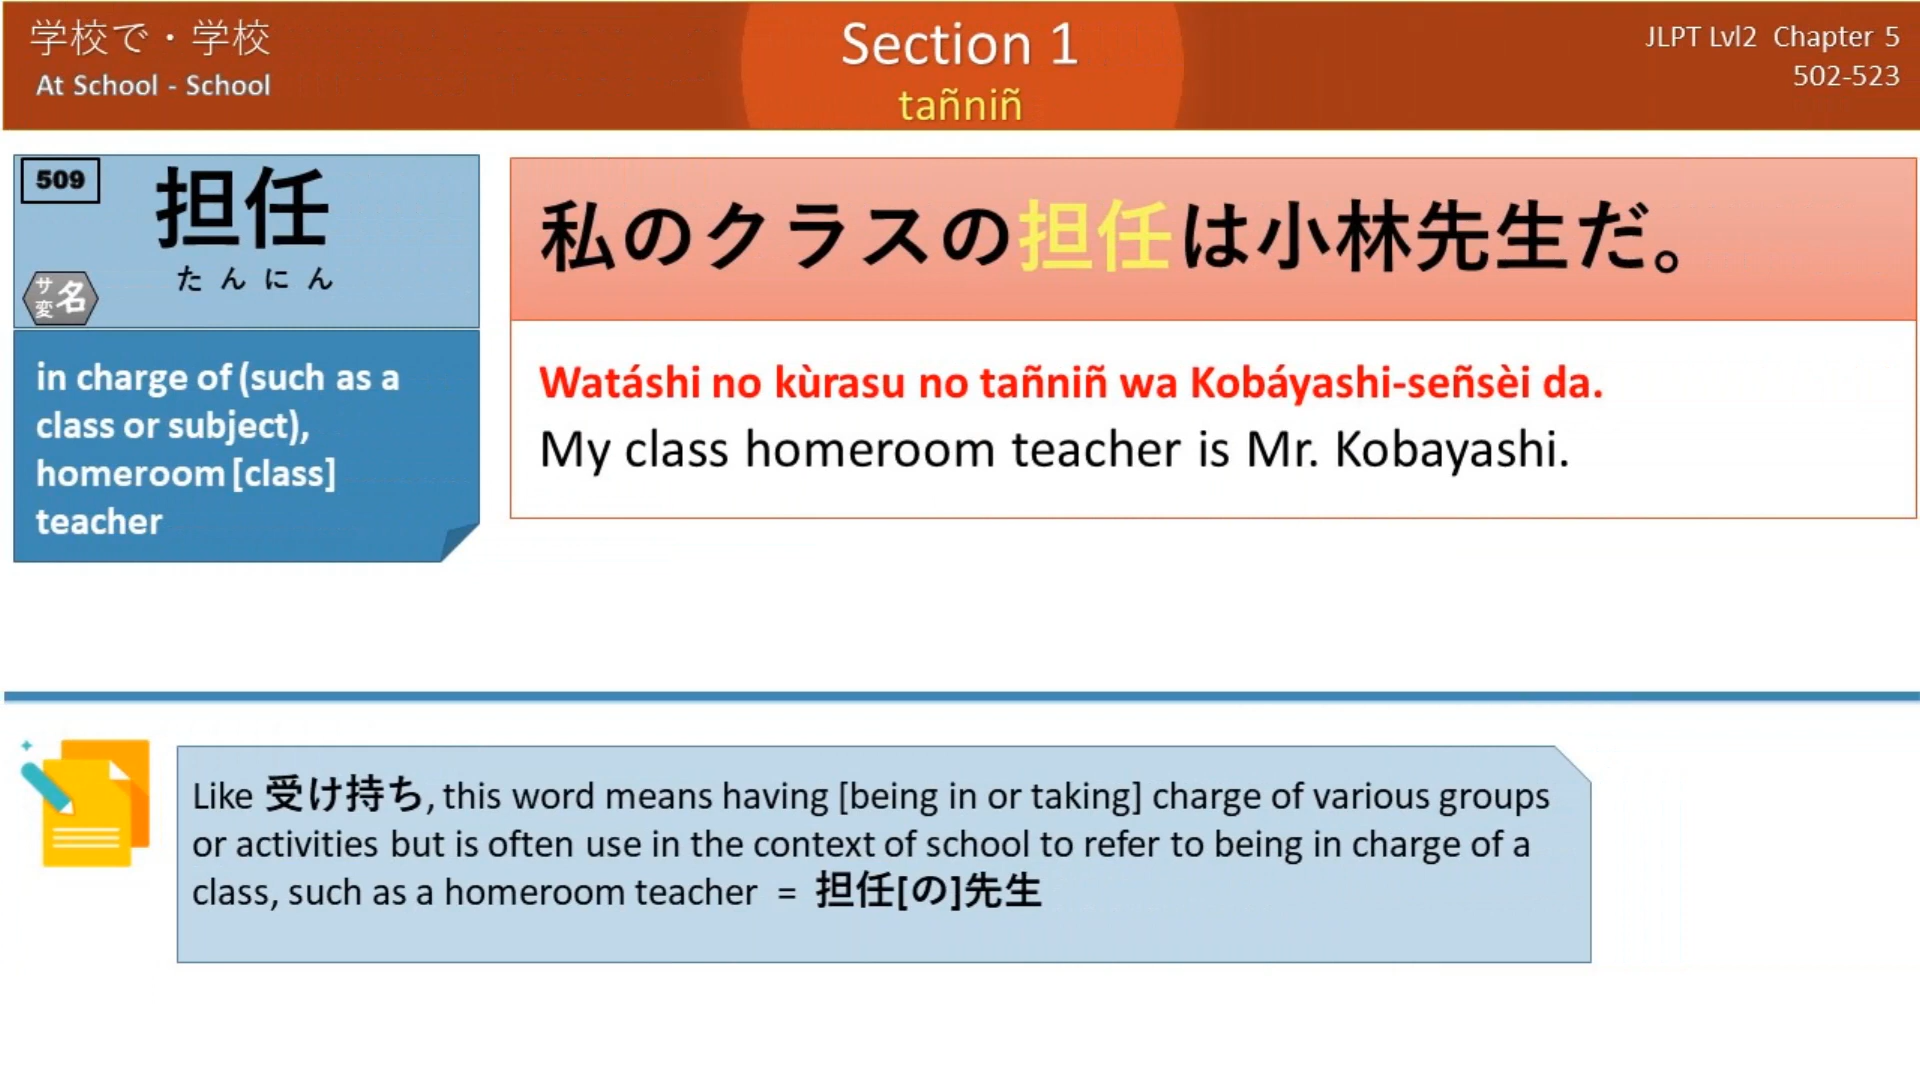 学校で・学校
At School - School
Section 1
tañniñ
JLPT Lvl2 Chapter 5
502-523
509
担任
たんにん
サ変 名
in charge of (such as a
class or subject),
homeroom [class]
teacher
私のクラスの担任は小林先生だ。
Watáshi no kùrasu no tañniñ wa Kobáyashi-señsèi da.
My class homeroom teacher is Mr. Kobayashi.
Like 受け持ち, this word means having [being in or taking] charge of various groups
or activities but is often use in the context of school to refer to being in charge of a
class, such as a homeroom teacher = 担任[の]先生